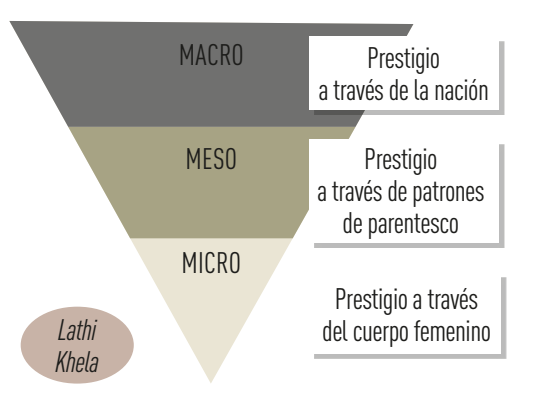 MACRO
Prestigio
a través de la nación
MESO
Prestigio
a través de patrones
de parentesco
MICRO
Prestigio a través
del cuerpo femenino
Lathi
Khela